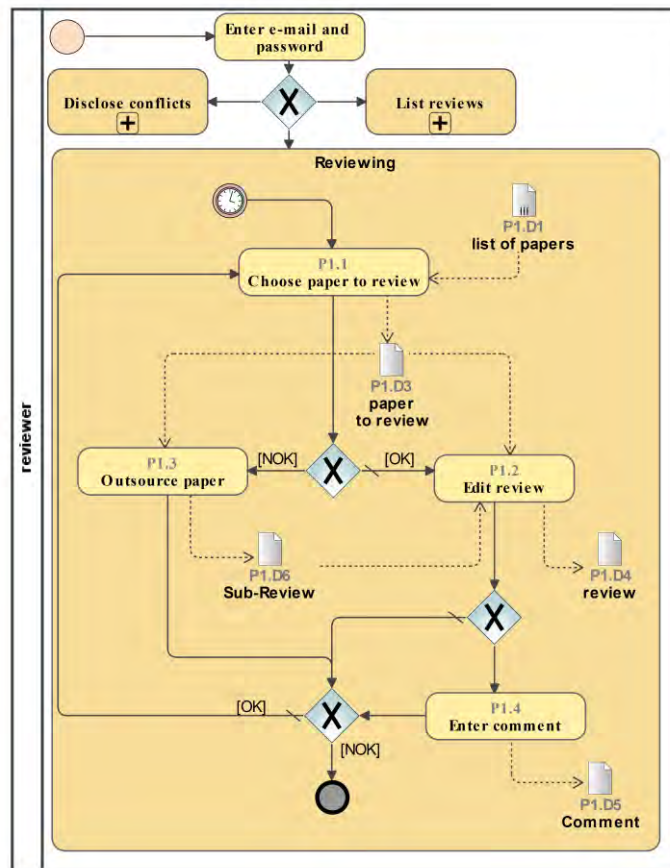 Enter e-mail and
password
Disclose conflicts
List reviews
reviewer
Reviewing
P1.D1
list of papers
P1.1
Choose paper to review
P1.D3
paper
to review
P1.3
Outsource paper
[NOK]
[OK]
P1.2
Edit review
P1.D6
Sub-Review
P1.D4
review
[OK]
[NOK]
P1.4
Enter comment
P1.D5
Comment